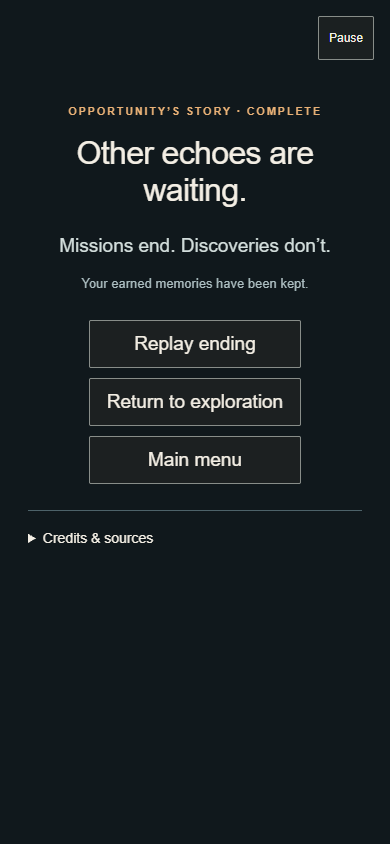 Pause
OPPORTUNITY’S STORY · COMPLETE
Other echoes are
waiting.
Missions end. Discoveries don’t.
Your earned memories have been kept.
Replay ending
Return to exploration
Main menu
Credits & sources